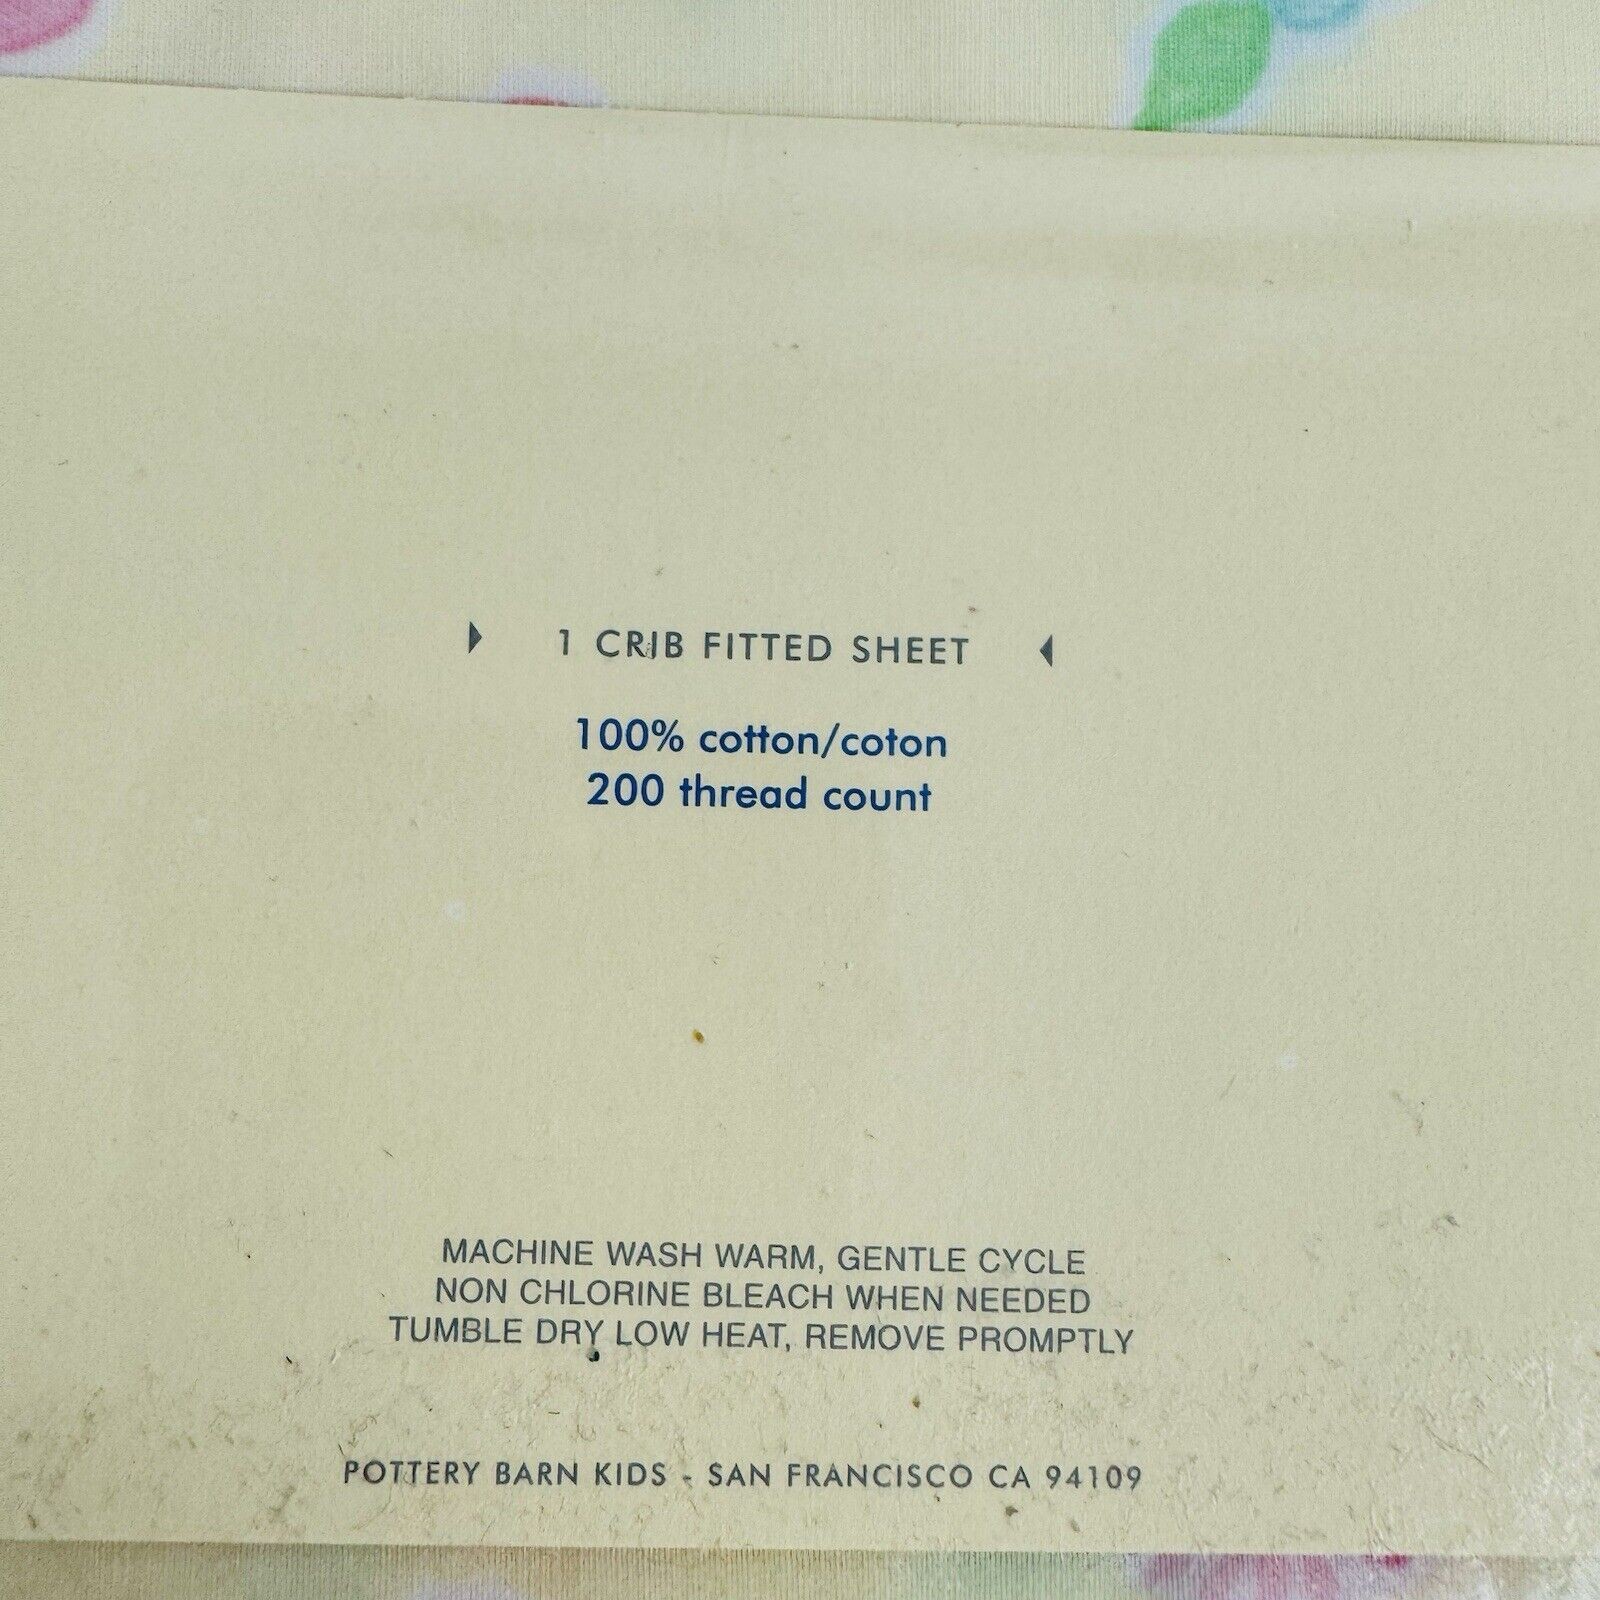 1 CRIB FITTED SHEET
100% cotton/coton
200 thread count
MACHINE WASH WARM, GENTLE CYCLE
NON CHLORINE BLEACH WHEN NEEDED
TUMBLE DRY LOW HEAT, REMOVE PROMPTLY
POTTERY BARN KIDS - SAN FRANCISCO CA 94109